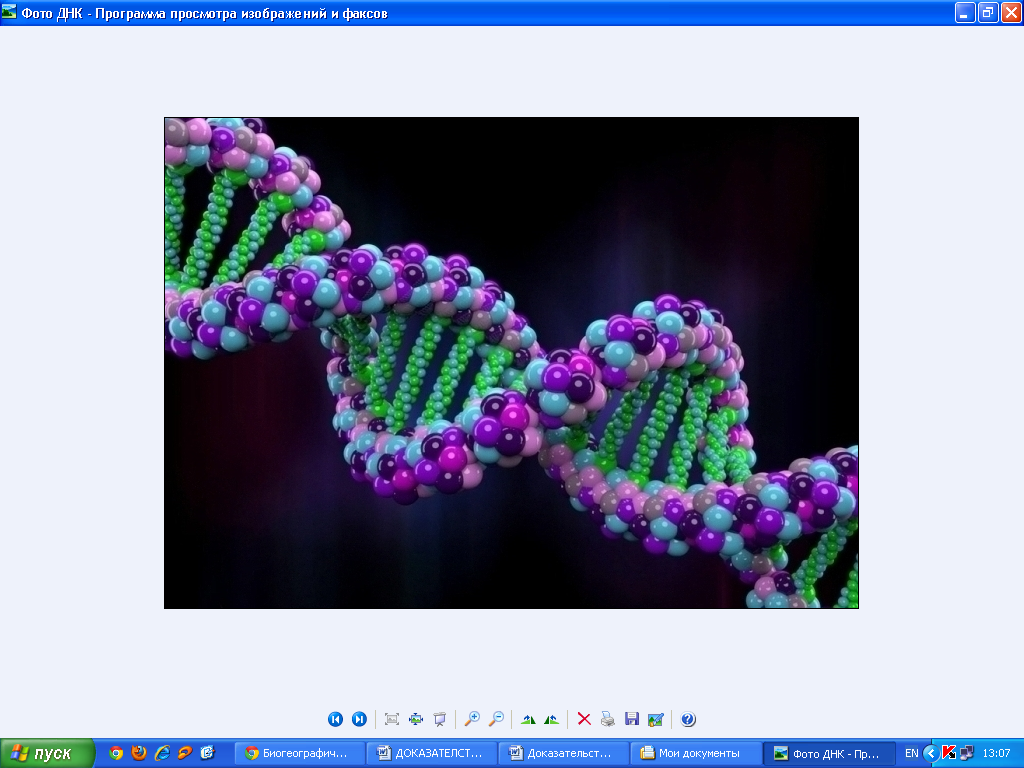 Фото ДНК - Программа просмотра изображений и факсов
пуск
Биогеографич...
ДОКАЗАТЕЛСТ...
Доказательст...
Мои документы
Фото ДНК - Пр...
EN
13:07